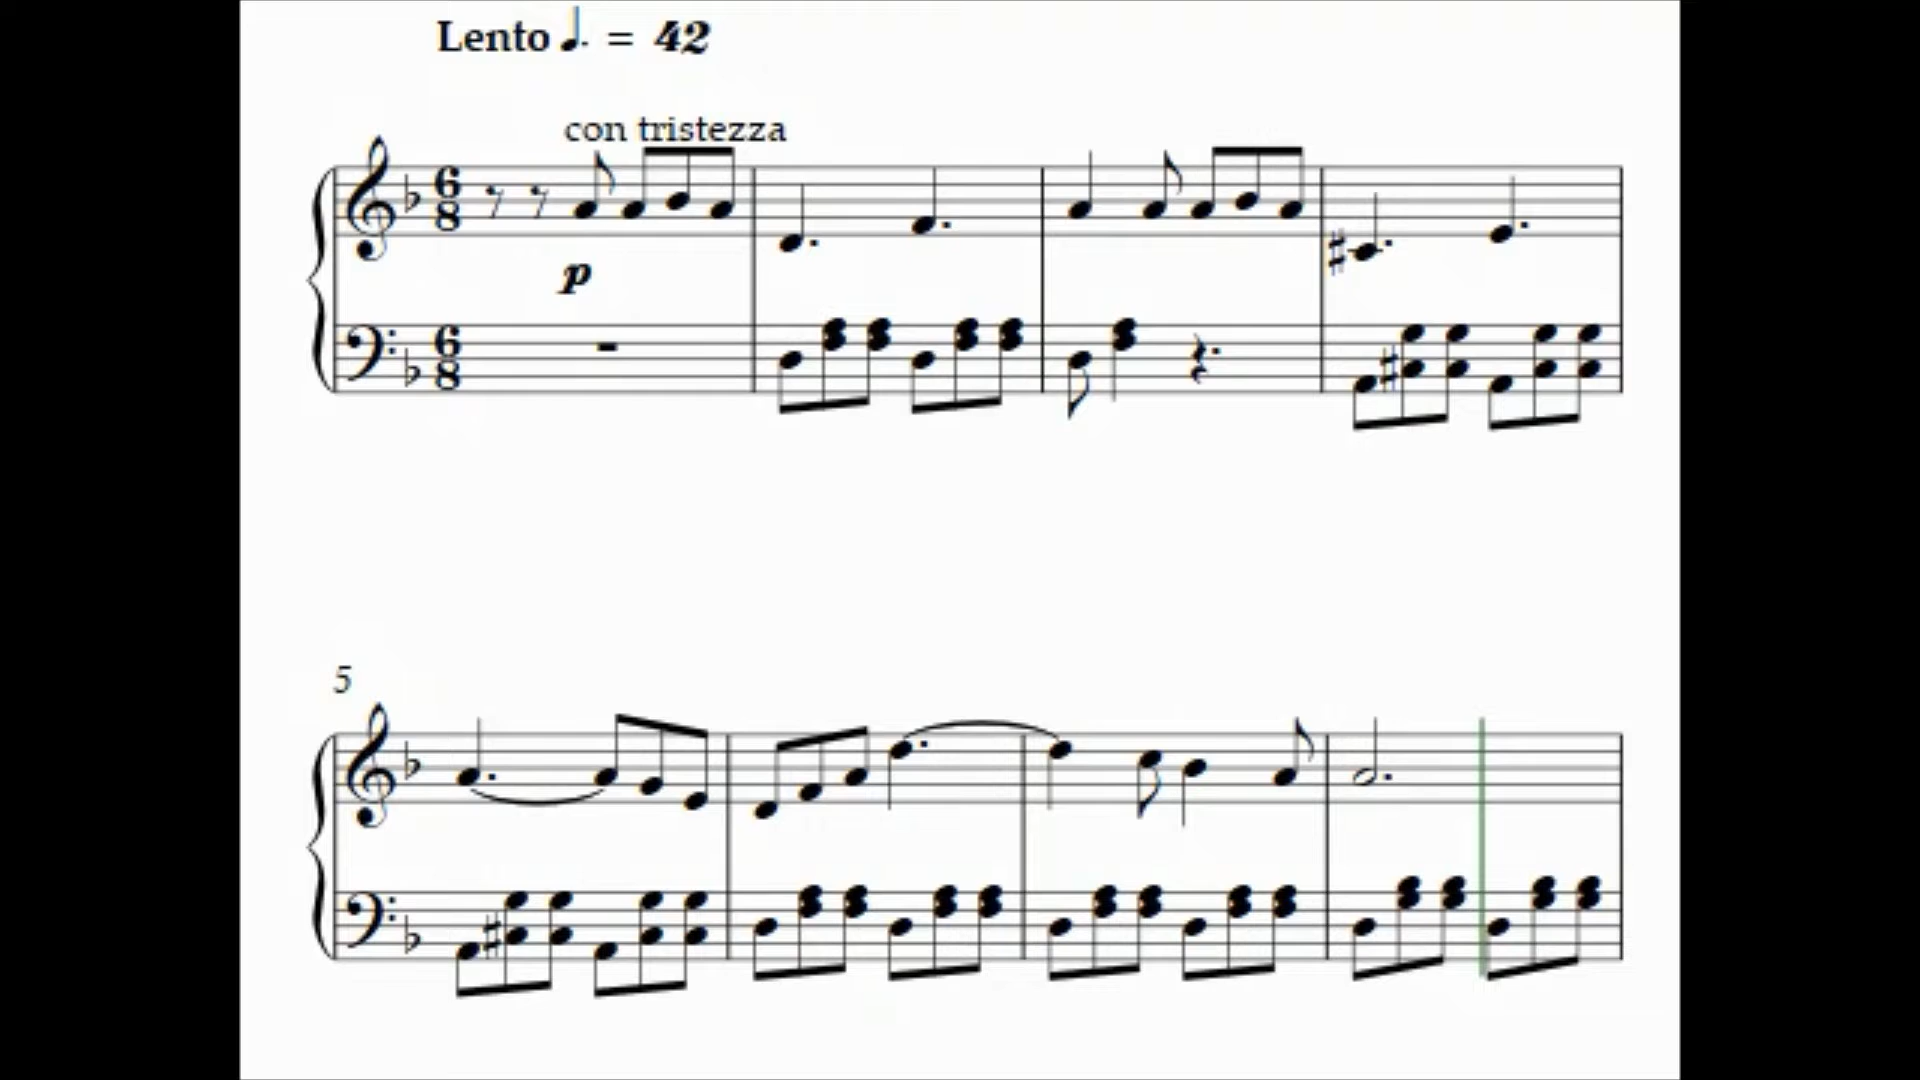 Lento ♩. = 42
con tristezza
6
8
p
6
8
5